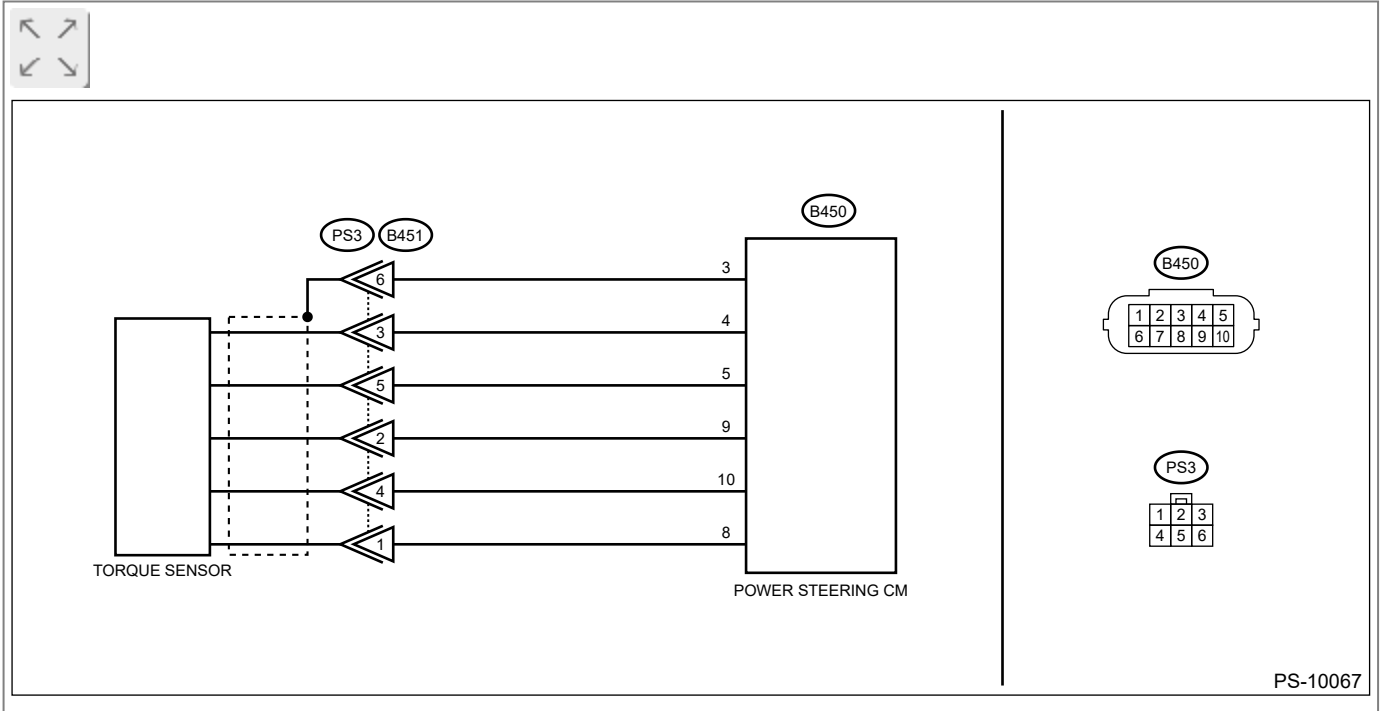 B450
PS3 B451
6 3
3 4
5 5
2 9
4 10
1 8
TORQUE SENSOR
POWER STEERING CM
B450
1 2 3 4 5
6 7 8 9 10
PS3
1 2 3
4 5 6
PS-10067